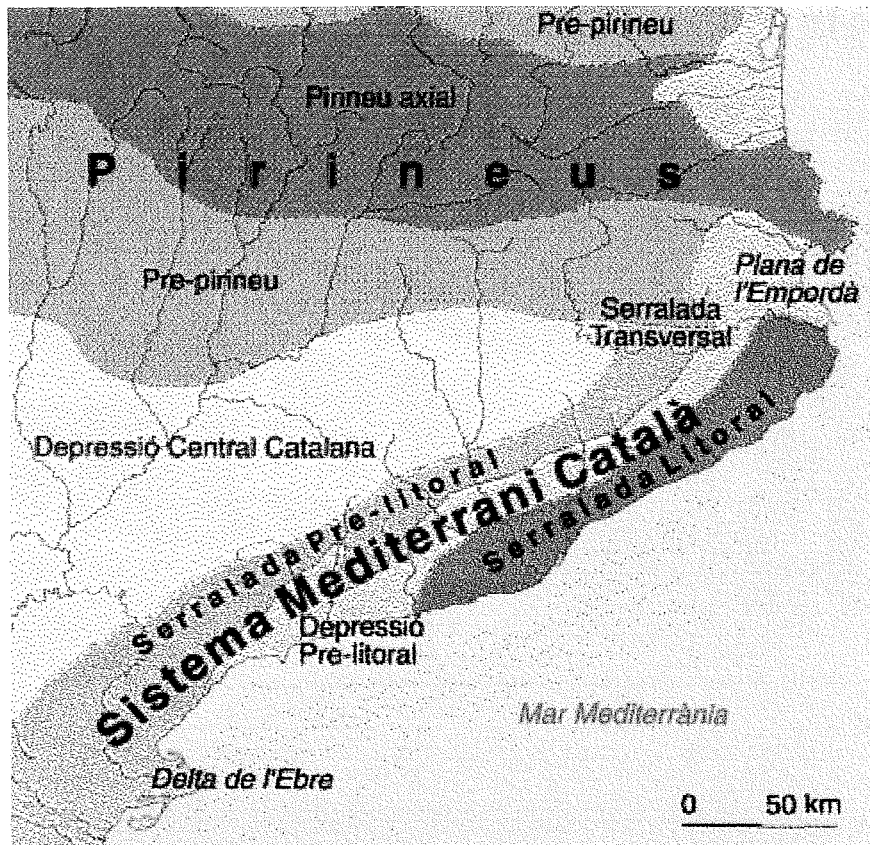 Pre-pirineu
Pirineu axial
Pirineus
Pre-pirineu
Plana de
l'Empordà
Serralada
Transversal
Depressió Central Catalana
Serralada Pre-litoral
Sistema Mediterrani Català
Serralada Litoral
Depressió
Pre-litoral
Mar Mediterrània
Delta de l'Ebre
0 50 km